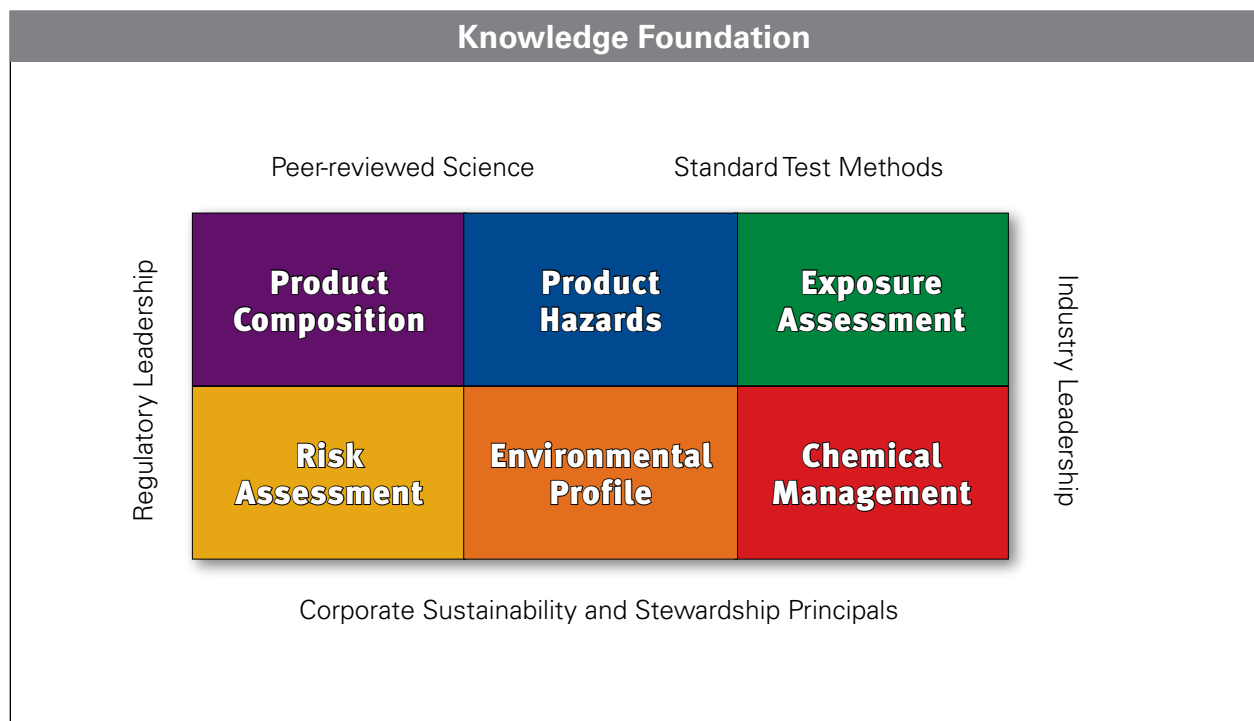 Knowledge Foundation
Peer-reviewed Science
Standard Test Methods
Regulatory Leadership
Product
Composition
Product
Hazards
Exposure
Assessment
Industry Leadership
Risk
Assessment
Environmental
Profile
Chemical
Management
Corporate Sustainability and Stewardship Principals